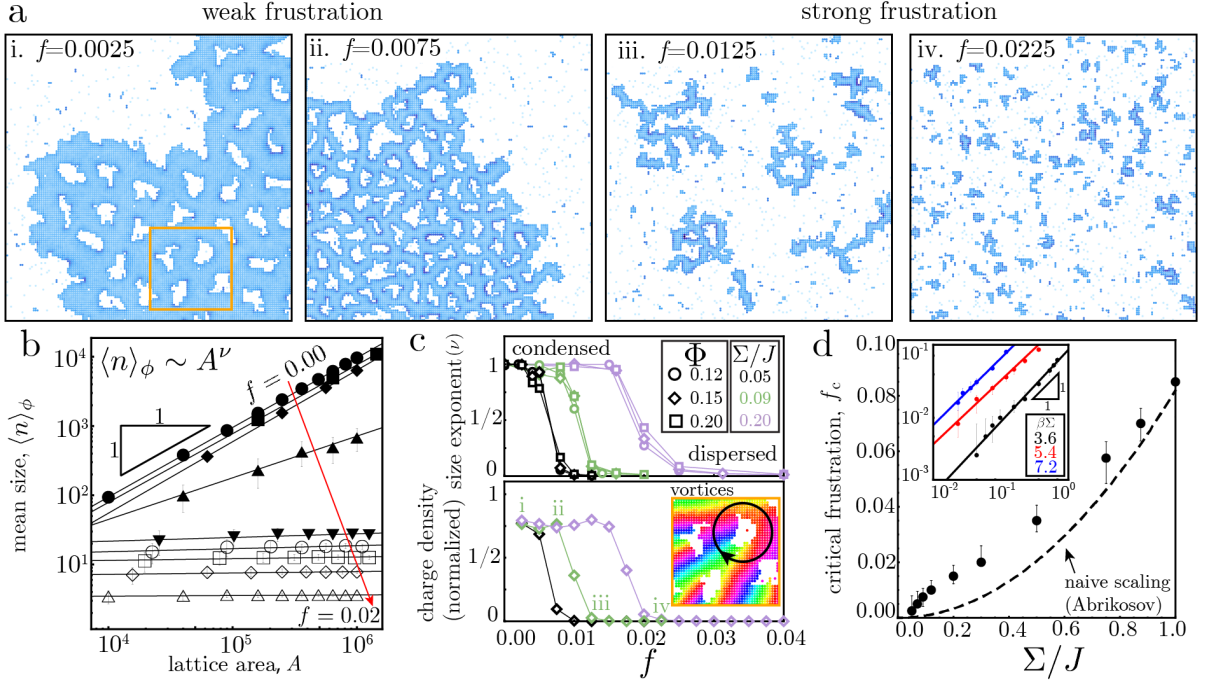 a
weak frustration
strong frustration
i. f=0.0025
ii. f=0.0075
iii. f=0.0125
iv. f=0.0225
b
⟨n⟩ϕ ∼ A^ν
f = 0.00
1
1
f = 0.02
mean size, ⟨n⟩ϕ
10^4
10^3
10^2
10^1
10^4
10^5
10^6
lattice area, A
c
condensed
dispersed
size exponent (ν)
1
1/2
0
Φ
0.12
0.15
0.20
Σ/J
0.05
0.09
0.20
charge density
(normalized)
1
1/2
0
i
ii
iii
iv
vortices
0.00
0.01
0.02
0.03
0.04
f
d
critical frustration, f_c
0.10
0.08
0.06
0.04
0.02
0.00
0.0
0.2
0.4
0.6
0.8
1.0
Σ/J
10^-1
10^-2
10^-3
10^-2
10^-1
10^0
1
1
βΣ
3.6
5.4
7.2
naive scaling
(Abrikosov)